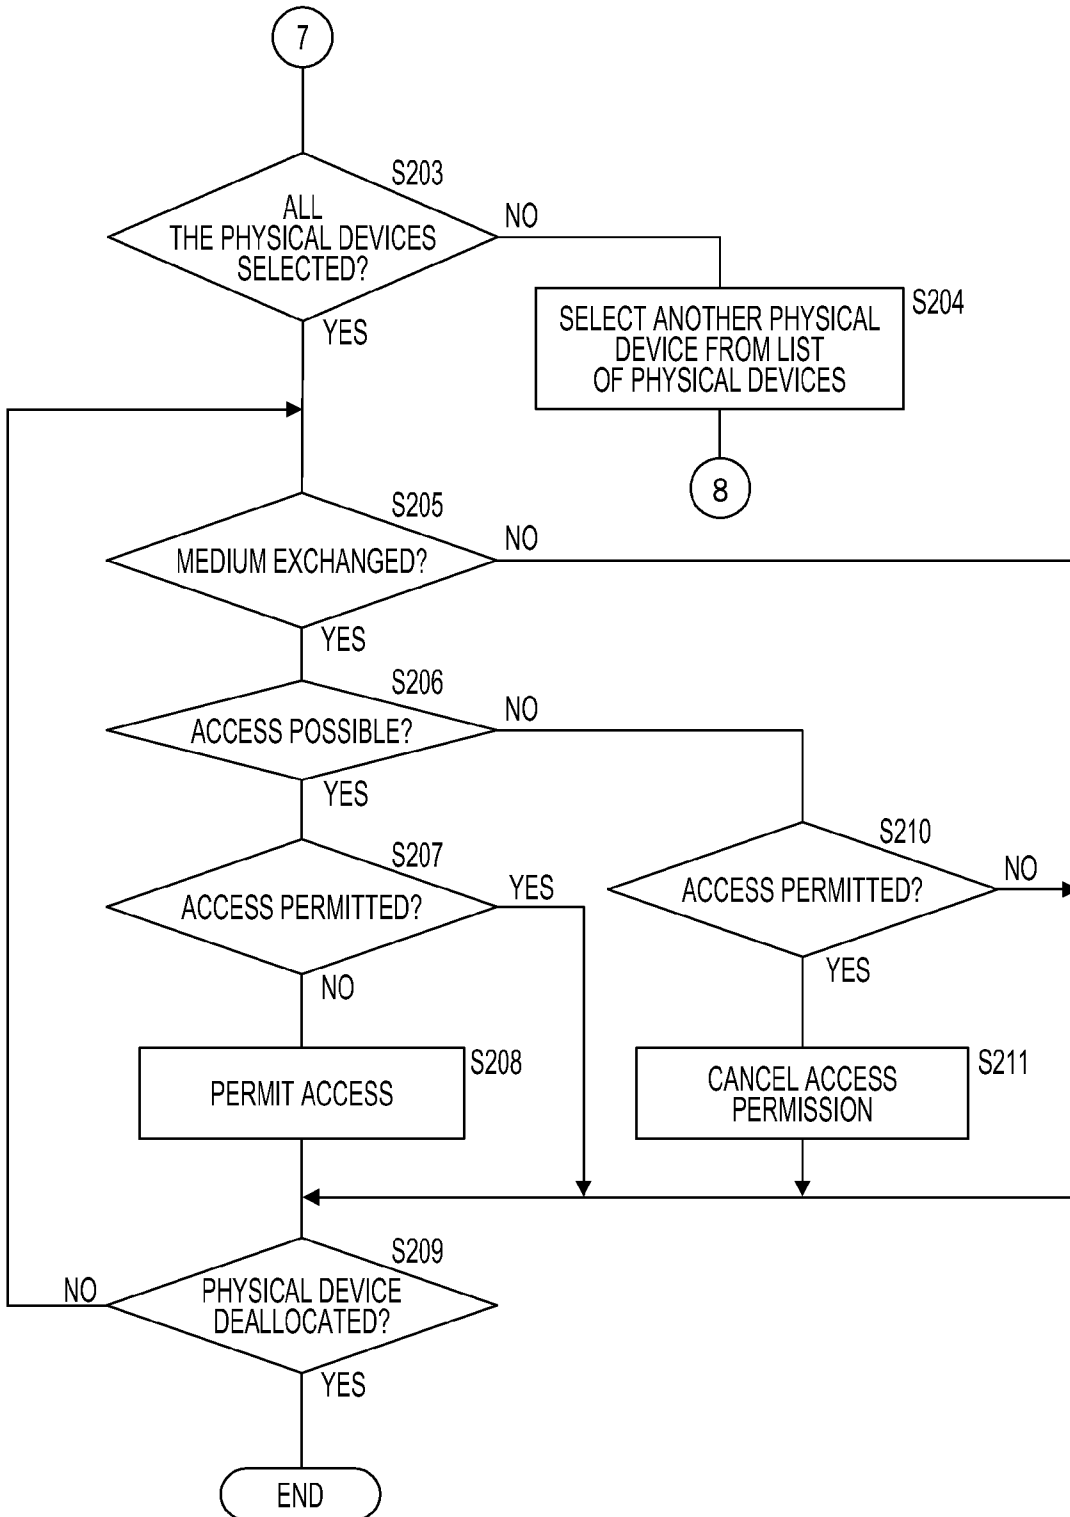 7
S203
ALL
THE PHYSICAL DEVICES
SELECTED?
NO
YES
S204
SELECT ANOTHER PHYSICAL
DEVICE FROM LIST
OF PHYSICAL DEVICES
8
S205
MEDIUM EXCHANGED?
NO
YES
S206
ACCESS POSSIBLE?
NO
YES
S207
ACCESS PERMITTED?
YES
NO
S210
ACCESS PERMITTED?
NO
YES
S208
PERMIT ACCESS
S211
CANCEL ACCESS
PERMISSION
S209
PHYSICAL DEVICE
DEALLOCATED?
NO
YES
END